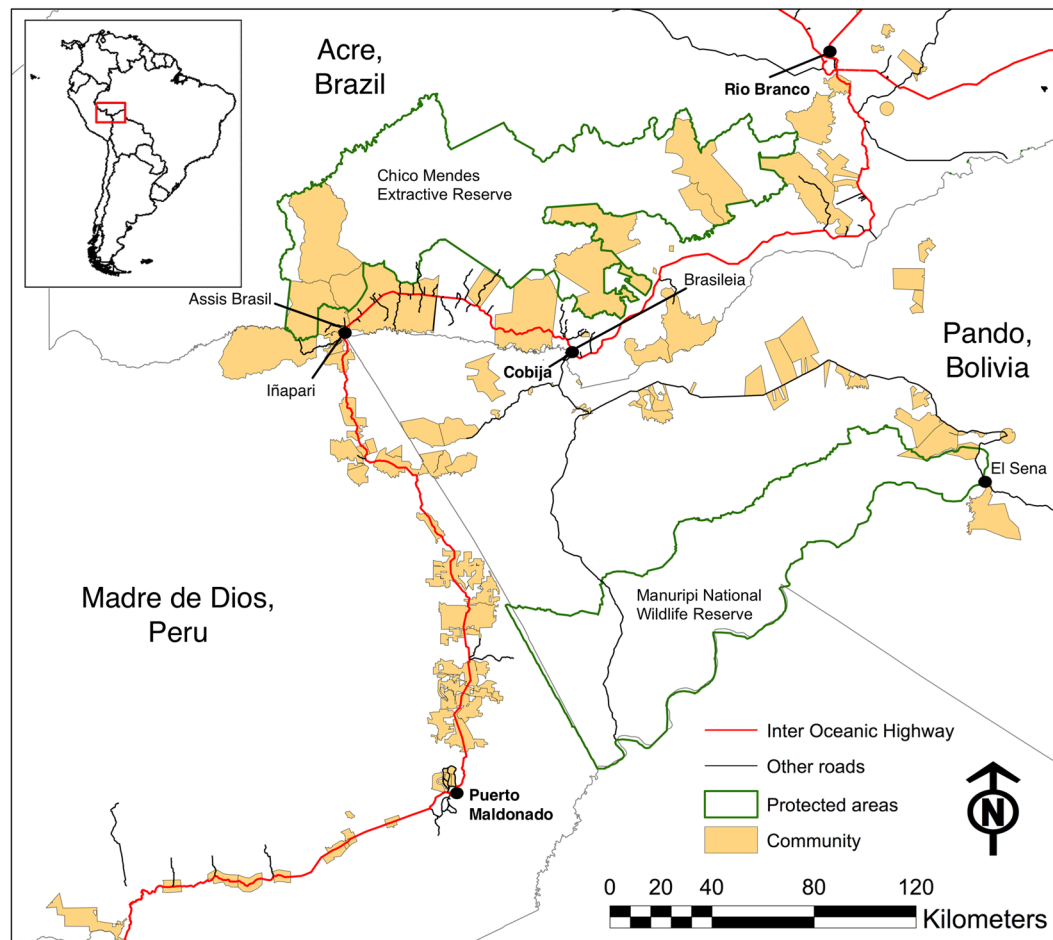 Acre,
Brazil
Rio Branco
Chico Mendes
Extractive Reserve
Assis Brasil
Brasileia
Pando,
Bolivia
Cobija
Iñapari
El Sena
Madre de Dios,
Peru
Manuripi National
Wildlife Reserve
Inter Oceanic Highway
Other roads
Protected areas
Community
Puerto
Maldonado
N
0 20 40 80 120
Kilometers